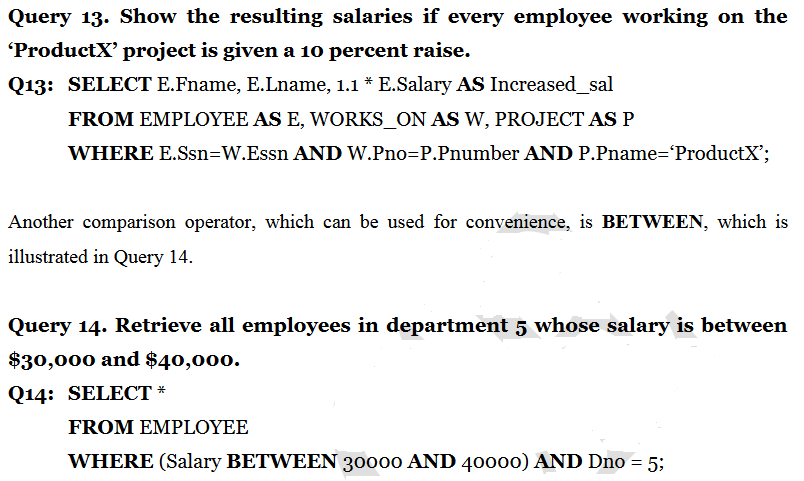 Query 13. Show the resulting salaries if every employee working on the
‘ProductX’ project is given a 10 percent raise.
Q13: SELECT E.Fname, E.Lname, 1.1 * E.Salary AS Increased_sal
FROM EMPLOYEE AS E, WORKS_ON AS W, PROJECT AS P
WHERE E.Ssn=W.Essn AND W.Pno=P.Pnumber AND P.Pname=‘ProductX’;
Another comparison operator, which can be used for convenience, is BETWEEN, which is
illustrated in Query 14.
Query 14. Retrieve all employees in department 5 whose salary is between
$30,000 and $40,000.
Q14: SELECT *
FROM EMPLOYEE
WHERE (Salary BETWEEN 30000 AND 40000) AND Dno = 5;